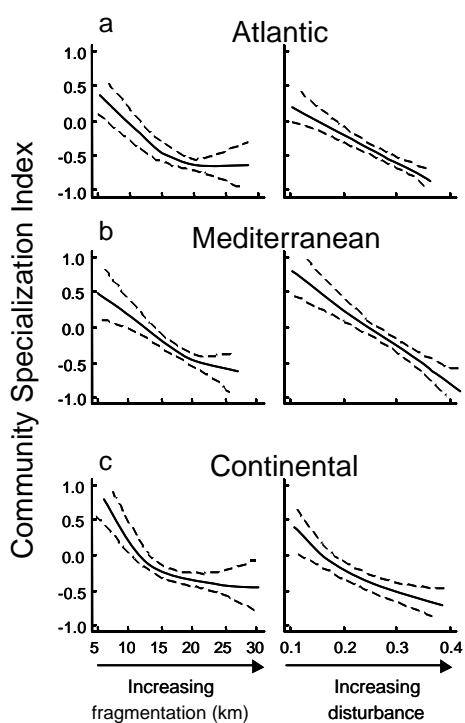 a
Atlantic
1.0
0.5
0.0
-0.5
-1.0
b
Mediterranean
1.0
0.5
0.0
-0.5
-1.0
c
Continental
1.0
0.5
0.0
-0.5
-1.0
Community Specialization Index
5 10 15 20 25 30
0.1 0.2 0.3 0.4
Increasing
fragmentation (km)
Increasing
disturbance